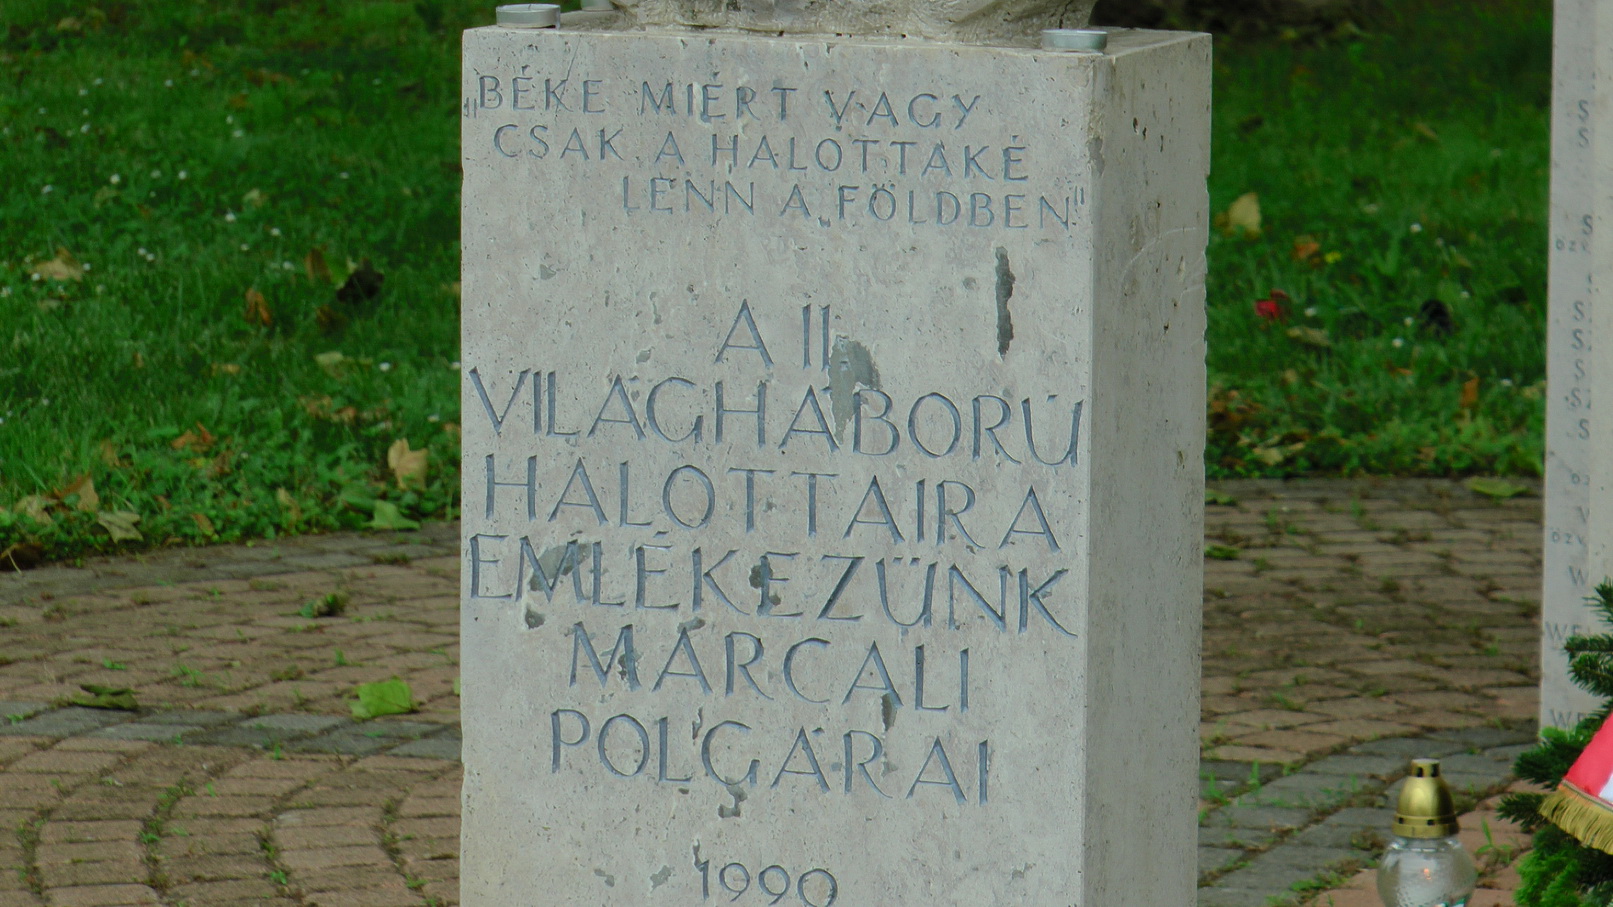 „BÉKE MIÉRT VAGY
CSAK A HALOTTAKÉ
LENN A FÖLDBEN"
A II
VILÁGHÁBORÚ
HALOTTAIRA
EMLÉKEZÜNK
MARCALI
POLGÁRAI
1990